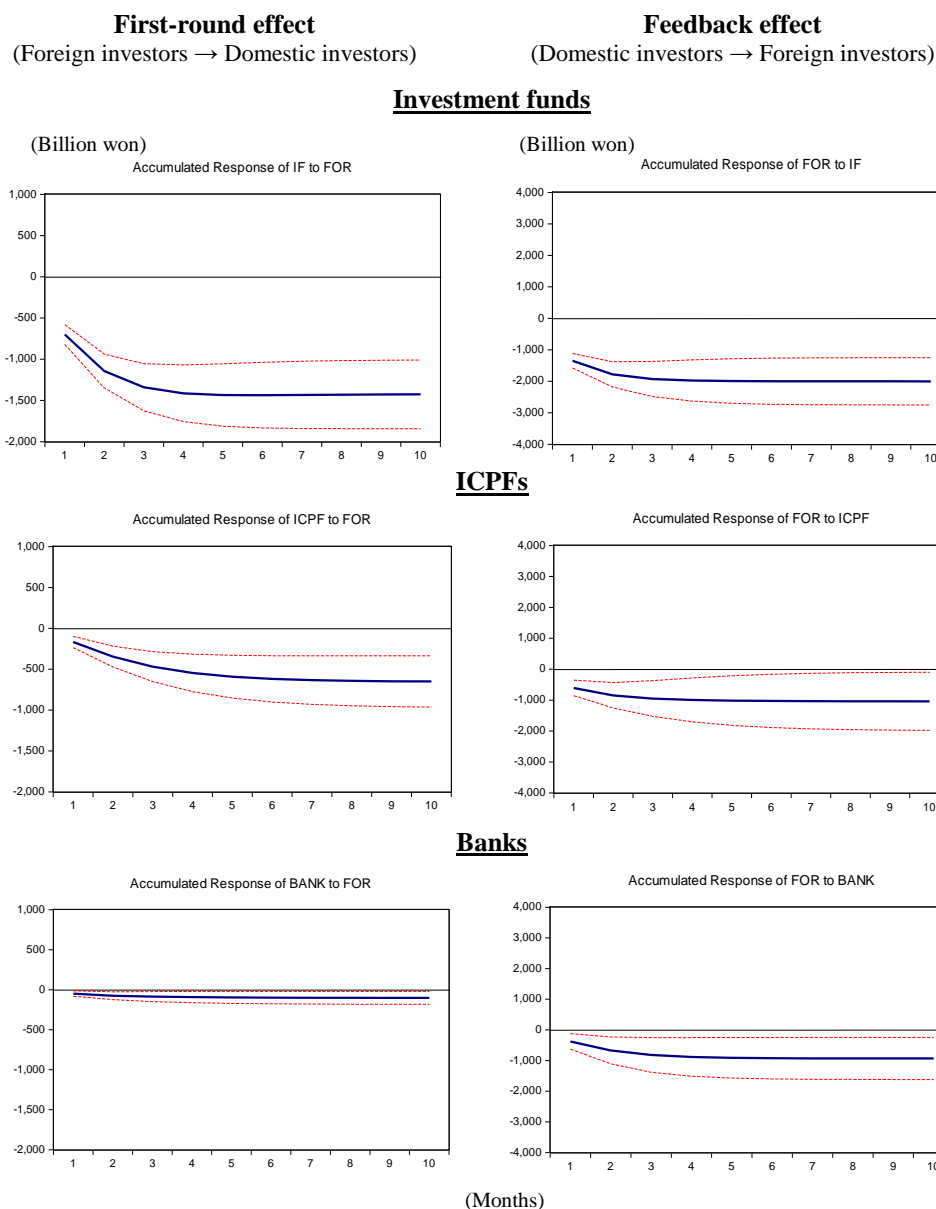 First-round effect
(Foreign investors → Domestic investors)
Feedback effect
(Domestic investors → Foreign investors)
Investment funds
(Billion won)
Accumulated Response of IF to FOR
1,000
500
0
-500
-1,000
-1,500
-2,000
1 2 3 4 5 6 7 8 9 10
(Billion won)
Accumulated Response of FOR to IF
4,000
3,000
2,000
1,000
0
-1,000
-2,000
-3,000
-4,000
1 2 3 4 5 6 7 8 9 10
ICPFs
Accumulated Response of ICPF to FOR
1,000
500
0
-500
-1,000
-1,500
-2,000
1 2 3 4 5 6 7 8 9 10
Accumulated Response of FOR to ICPF
4,000
3,000
2,000
1,000
0
-1,000
-2,000
-3,000
-4,000
1 2 3 4 5 6 7 8 9 10
Banks
Accumulated Response of BANK to FOR
1,000
500
0
-500
-1,000
-1,500
-2,000
1 2 3 4 5 6 7 8 9 10
Accumulated Response of FOR to BANK
4,000
3,000
2,000
1,000
0
-1,000
-2,000
-3,000
-4,000
1 2 3 4 5 6 7 8 9 10
(Months)